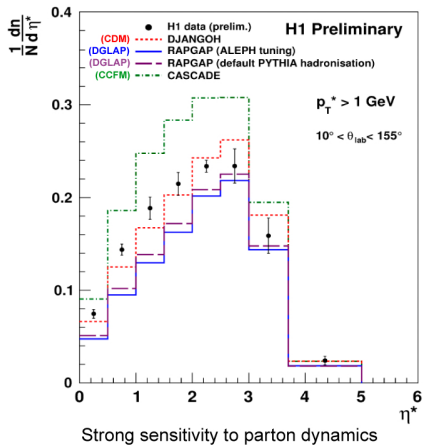 H1 Preliminary
H1 data (prelim.)
(CDM) DJANGOH
(DGLAP) RAPGAP (ALEPH tuning)
(DGLAP) RAPGAP (default PYTHIA hadronisation)
(CCFM) CASCADE
1/N dn/dη*
p_T* > 1 GeV
10° < θ_lab < 155°
0.4
0.3
0.2
0.1
0
0 1 2 3 4 5 6
η*
Strong sensitivity to parton dynamics